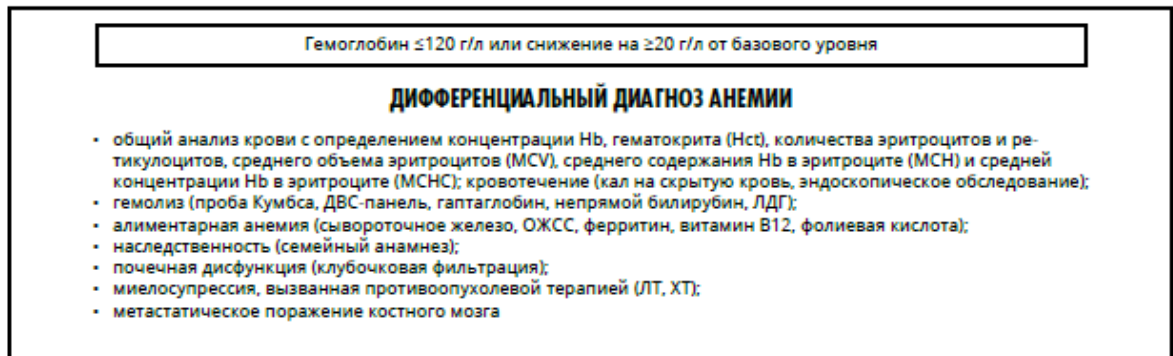 Гемоглобин ≤120 г/л или снижение на ≥20 г/л от базового уровня
ДИФФЕРЕНЦИАЛЬНЫЙ ДИАГНОЗ АНЕМИИ
• общий анализ крови с определением концентрации Hb, гематокрита (Hct), количества эритроцитов и ре-
тикулоцитов, среднего объема эритроцитов (MCV), среднего содержания Hb в эритроците (MCH) и средней
концентрации Hb в эритроците (MCHC); кровотечение (кал на скрытую кровь, эндоскопическое обследование);
• гемолиз (проба Кумбса, ДВС-панель, гаптаглобин, непрямой билирубин, ЛДГ);
• алиментарная анемия (сывороточное железо, ОЖСС, ферритин, витамин B12, фолиевая кислота);
• наследственность (семейный анамнез);
• почечная дисфункция (клубочковая фильтрация);
• миелосупрессия, вызванная противоопухолевой терапией (ЛТ, ХТ);
• метастатическое поражение костного мозга